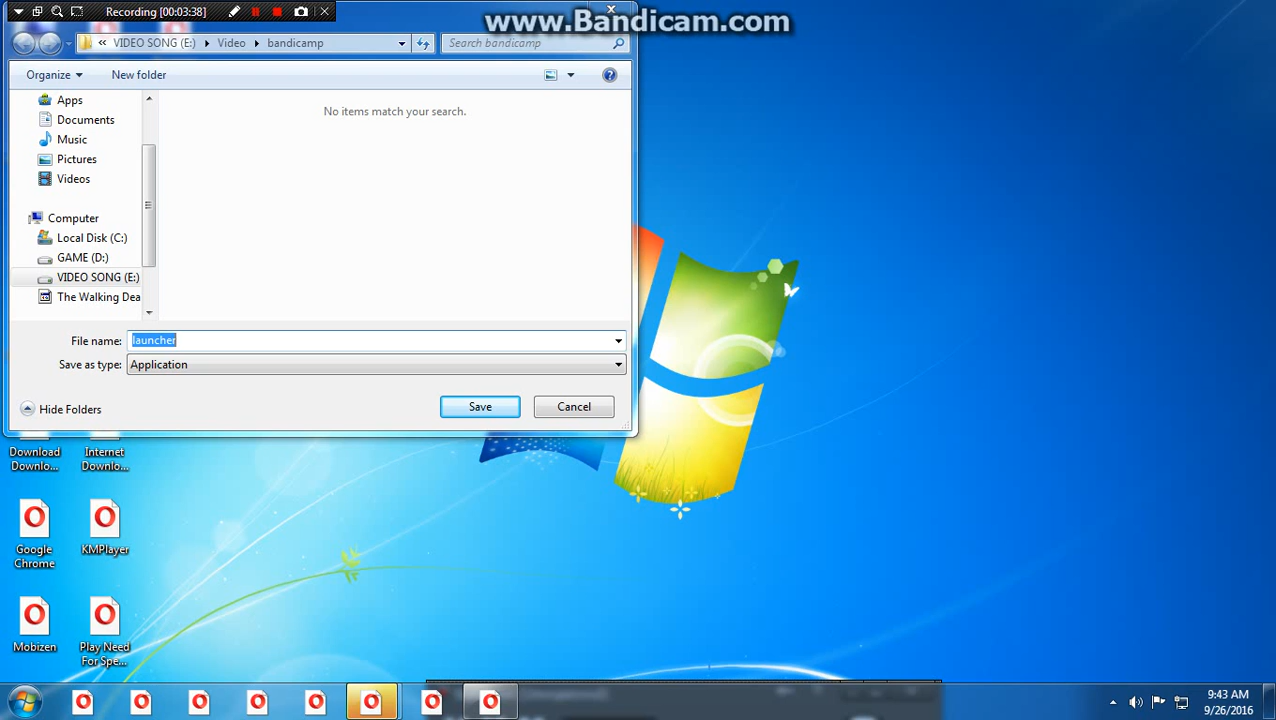 Recording [00:03:38]
www.Bandicam.com
« VIDEO SONG (E:) Video bandicamp
Search bandicamp
Organize New folder
Apps
Documents
Music
Pictures
Videos
Computer
Local Disk (C:)
GAME (D:)
VIDEO SONG (E:)
The Walking Dea
No items match your search.
File name: launcher
Save as type: Application
Hide Folders
Save Cancel
Download Downlo...
Internet Downlo...
Google Chrome
KMPlayer
Mobizen
Play Need For Spe...
9:43 AM
9/26/2016